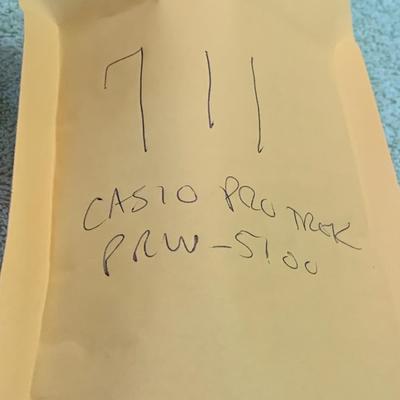 711
CASIO PRO TREK
PRW-5100